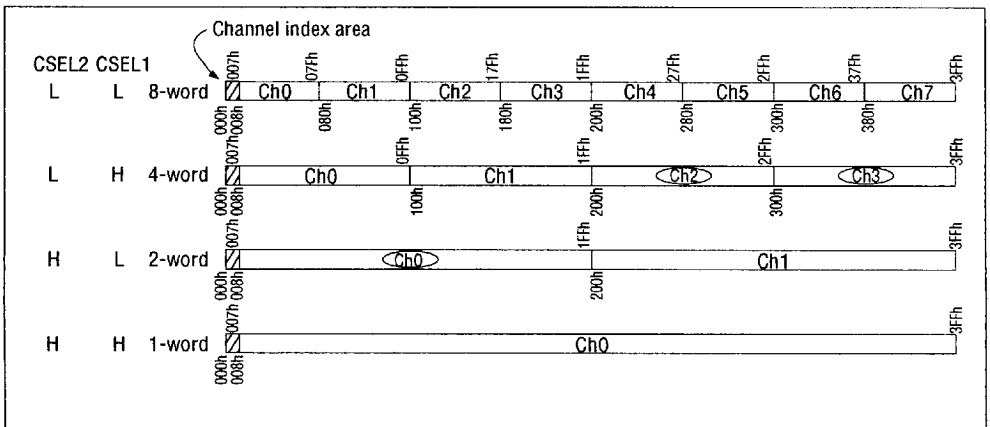 Channel index area
CSEL2 CSEL1
007h 07Fh 0FFh 17Fh 1FFh 27Fh 2FFh 37Fh 3FFh
L L 8-word Ch0 Ch1 Ch2 Ch3 Ch4 Ch5 Ch6 Ch7
000h 008h 080h 100h 180h 200h 280h 300h 380h
007h 0FFh 1FFh 2FFh 3FFh
L H 4-word Ch0 Ch1 Ch2 Ch3
000h 008h 100h 200h 300h
007h 1FFh 3FFh
H L 2-word Ch0 Ch1
000h 008h 200h
007h 3FFh
H H 1-word Ch0
000h 008h